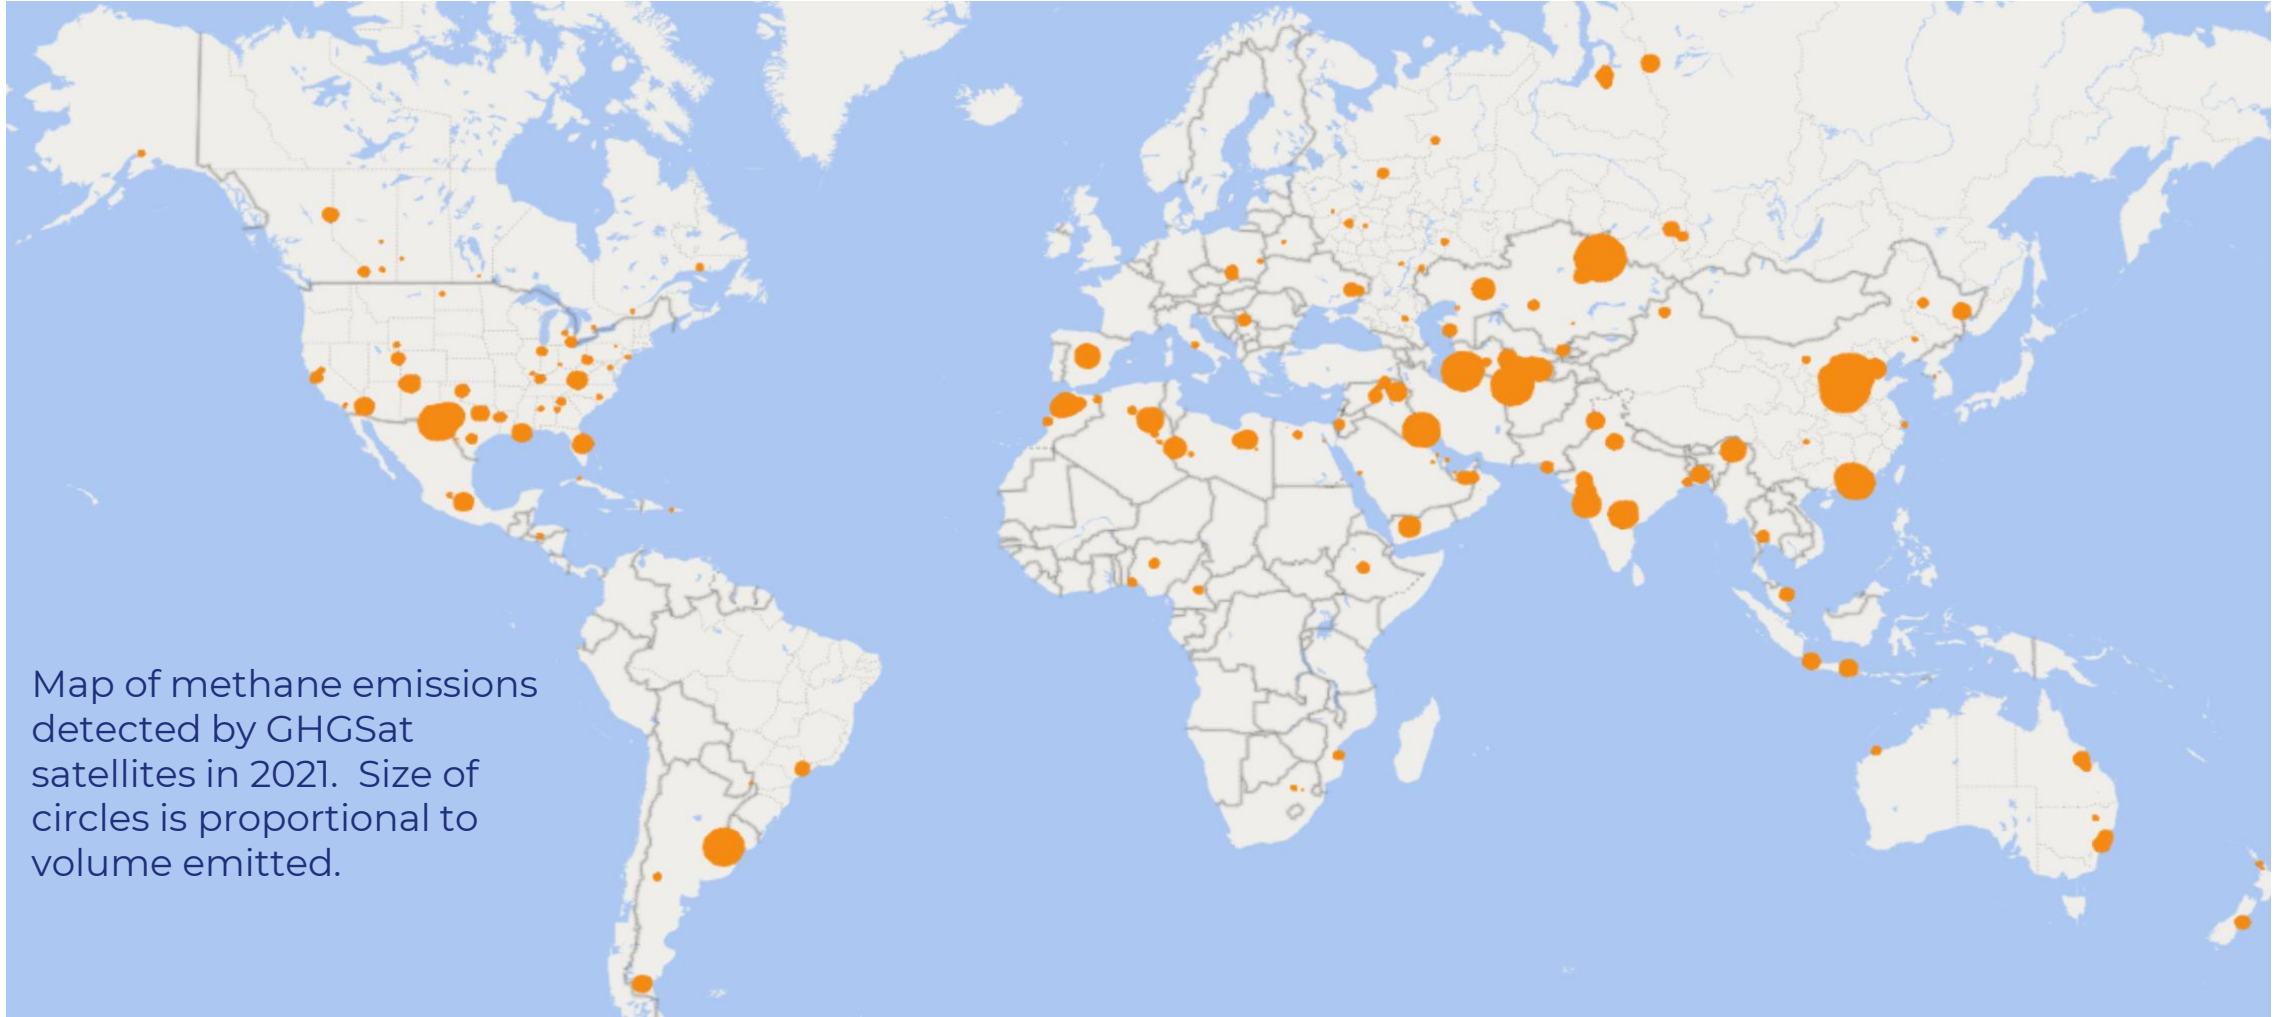 Map of methane emissions
detected by GHGSat
satellites in 2021.  Size of
circles is proportional to
volume emitted.